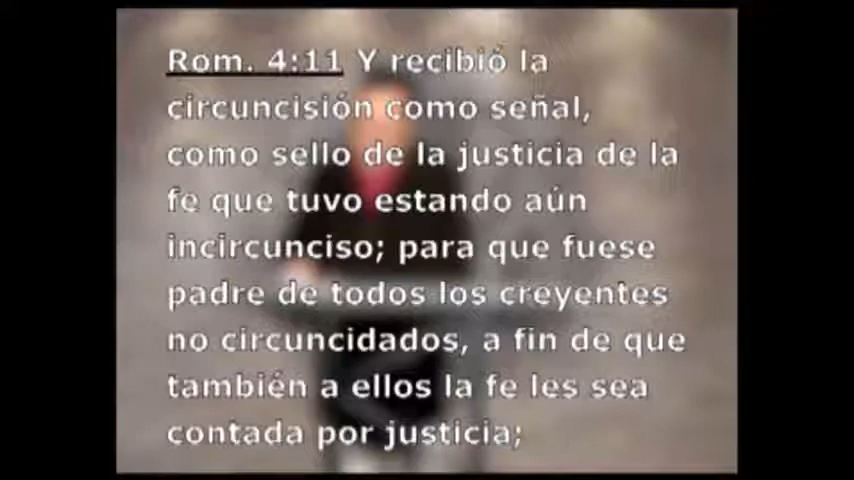 Rom. 4:11 Y recibió la
circuncisión como señal,
como sello de la justicia de la
fe que tuvo estando aún
incircunciso; para que fuese
padre de todos los creyentes
no circuncidados, a fin de que
también a ellos la fe les sea
contada por justicia;